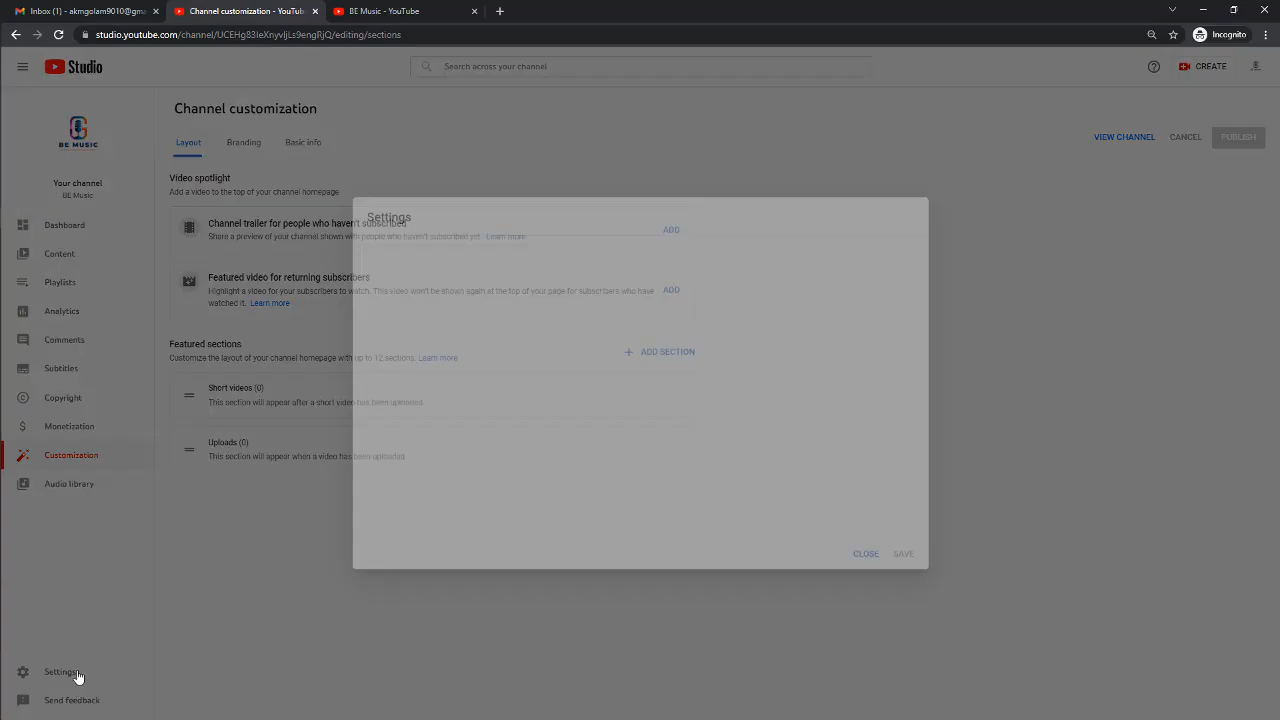 Inbox (1) - akmgolam9010@gma
Channel customization - YouTub
BE Music - YouTube
studio.youtube.com/channel/UCEHg83IeXnyvIjLs9engRjQ/editing/sections
Incognito
Studio
Search across your channel
CREATE
Channel customization
BE MUSIC
Layout
Branding
Basic info
VIEW CHANNEL
CANCEL
PUBLISH
Your channel
BE Music
Video spotlight
Add a video to the top of your channel homepage
Settings
Channel trailer for people who haven't subscribed
Share a preview of your channel shown with people who haven't subscribed yet. Learn more
ADD
Featured video for returning subscribers
Highlight a video for your subscribers to watch. This video won't be shown again at the top of your page for subscribers who have
watched it. Learn more
ADD
Featured sections
Customize the layout of your channel homepage with up to 12 sections. Learn more
ADD SECTION
Short videos (0)
This section will appear after a short video has been uploaded
Uploads (0)
This section will appear when a video has been uploaded
Dashboard
Content
Playlists
Analytics
Comments
Subtitles
Copyright
Monetization
Customization
Audio library
CLOSE
SAVE
Settings
Send feedback